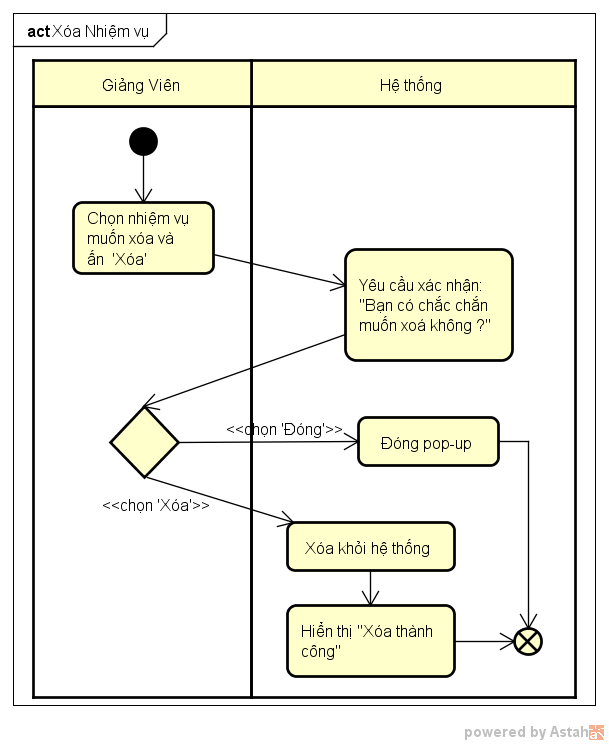 act Xóa Nhiệm vụ
Giảng Viên
Hệ thống
Chọn nhiệm vụ
muốn xóa và
ấn 'Xóa'
Yêu cầu xác nhận:
"Bạn có chắc chắn
muốn xoá không ?"
<<chọn 'Đóng'>>
Đóng pop-up
<<chọn 'Xóa'>>
Xóa khỏi hệ thống
Hiển thị "Xóa thành
công"
powered by Astah